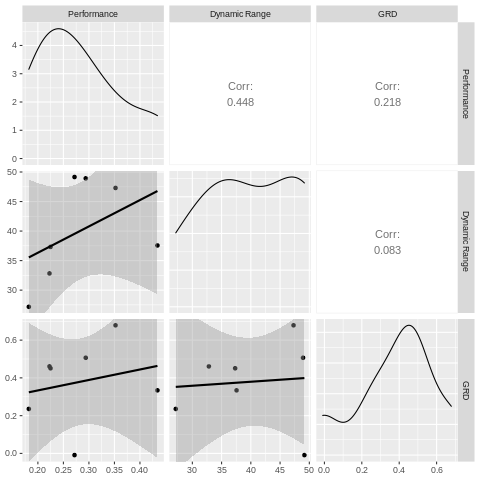 Performance
Dynamic Range
GRD
4
3
2
1
0
Corr:
0.448
Corr:
0.218
Performance
50
45
40
35
30
Corr:
0.083
Dynamic Range
0.6
0.4
0.2
0.0
GRD
0.20 0.25 0.30 0.35 0.40
30 35 40 45 50
0.0 0.2 0.4 0.6